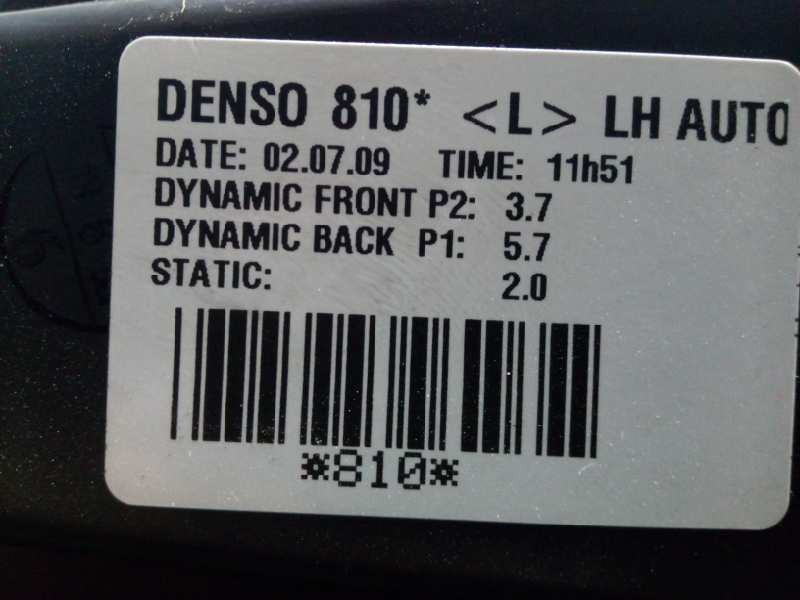 DENSO 810* <L> LH AUTO
DATE: 02.07.09 TIME: 11h51
DYNAMIC FRONT P2: 3.7
DYNAMIC BACK P1: 5.7
STATIC: 2.0
*810*